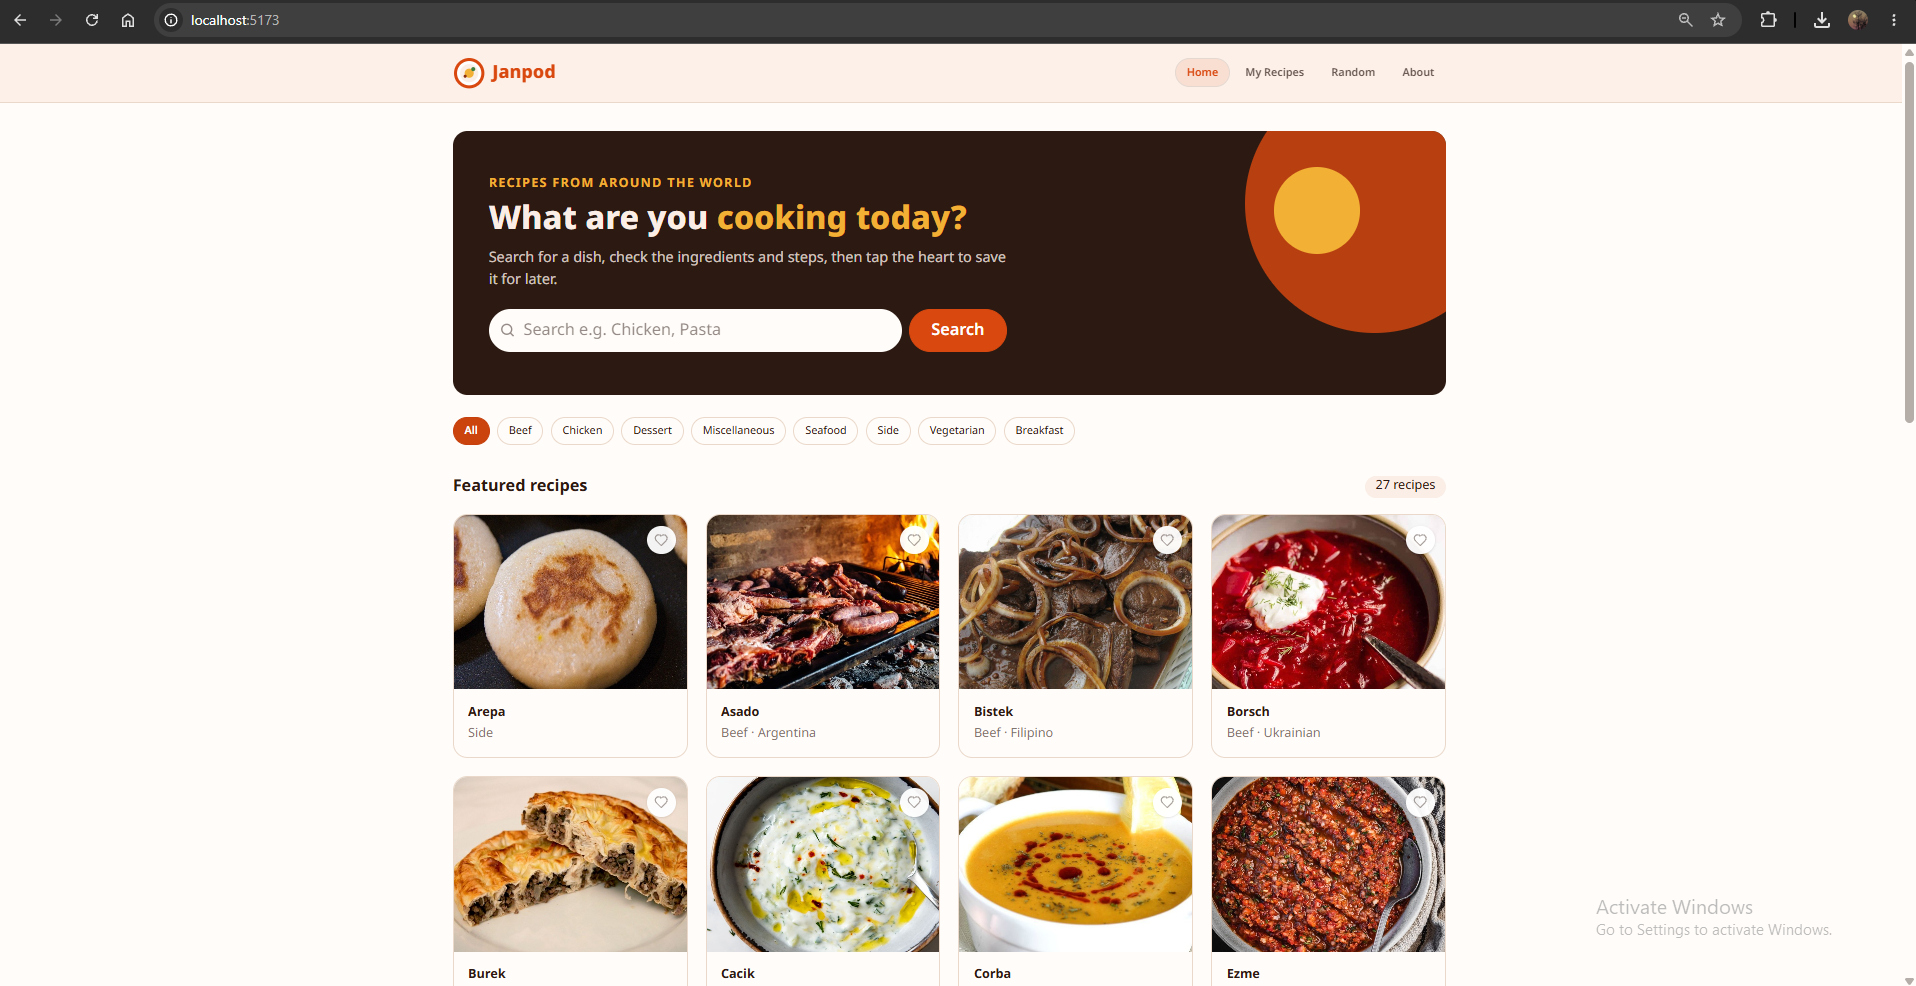 localhost:5173
Janpod
Home
My Recipes
Random
About
RECIPES FROM AROUND THE WORLD
What are you cooking today?
Search for a dish, check the ingredients and steps, then tap the heart to save
it for later.
Search e.g. Chicken, Pasta
Search
All
Beef
Chicken
Dessert
Miscellaneous
Seafood
Side
Vegetarian
Breakfast
Featured recipes
27 recipes
Arepa
Side
Asado
Beef · Argentina
Bistek
Beef · Filipino
Borsch
Beef · Ukrainian
Burek
Cacik
Corba
Ezme
Activate Windows
Go to Settings to activate Windows.